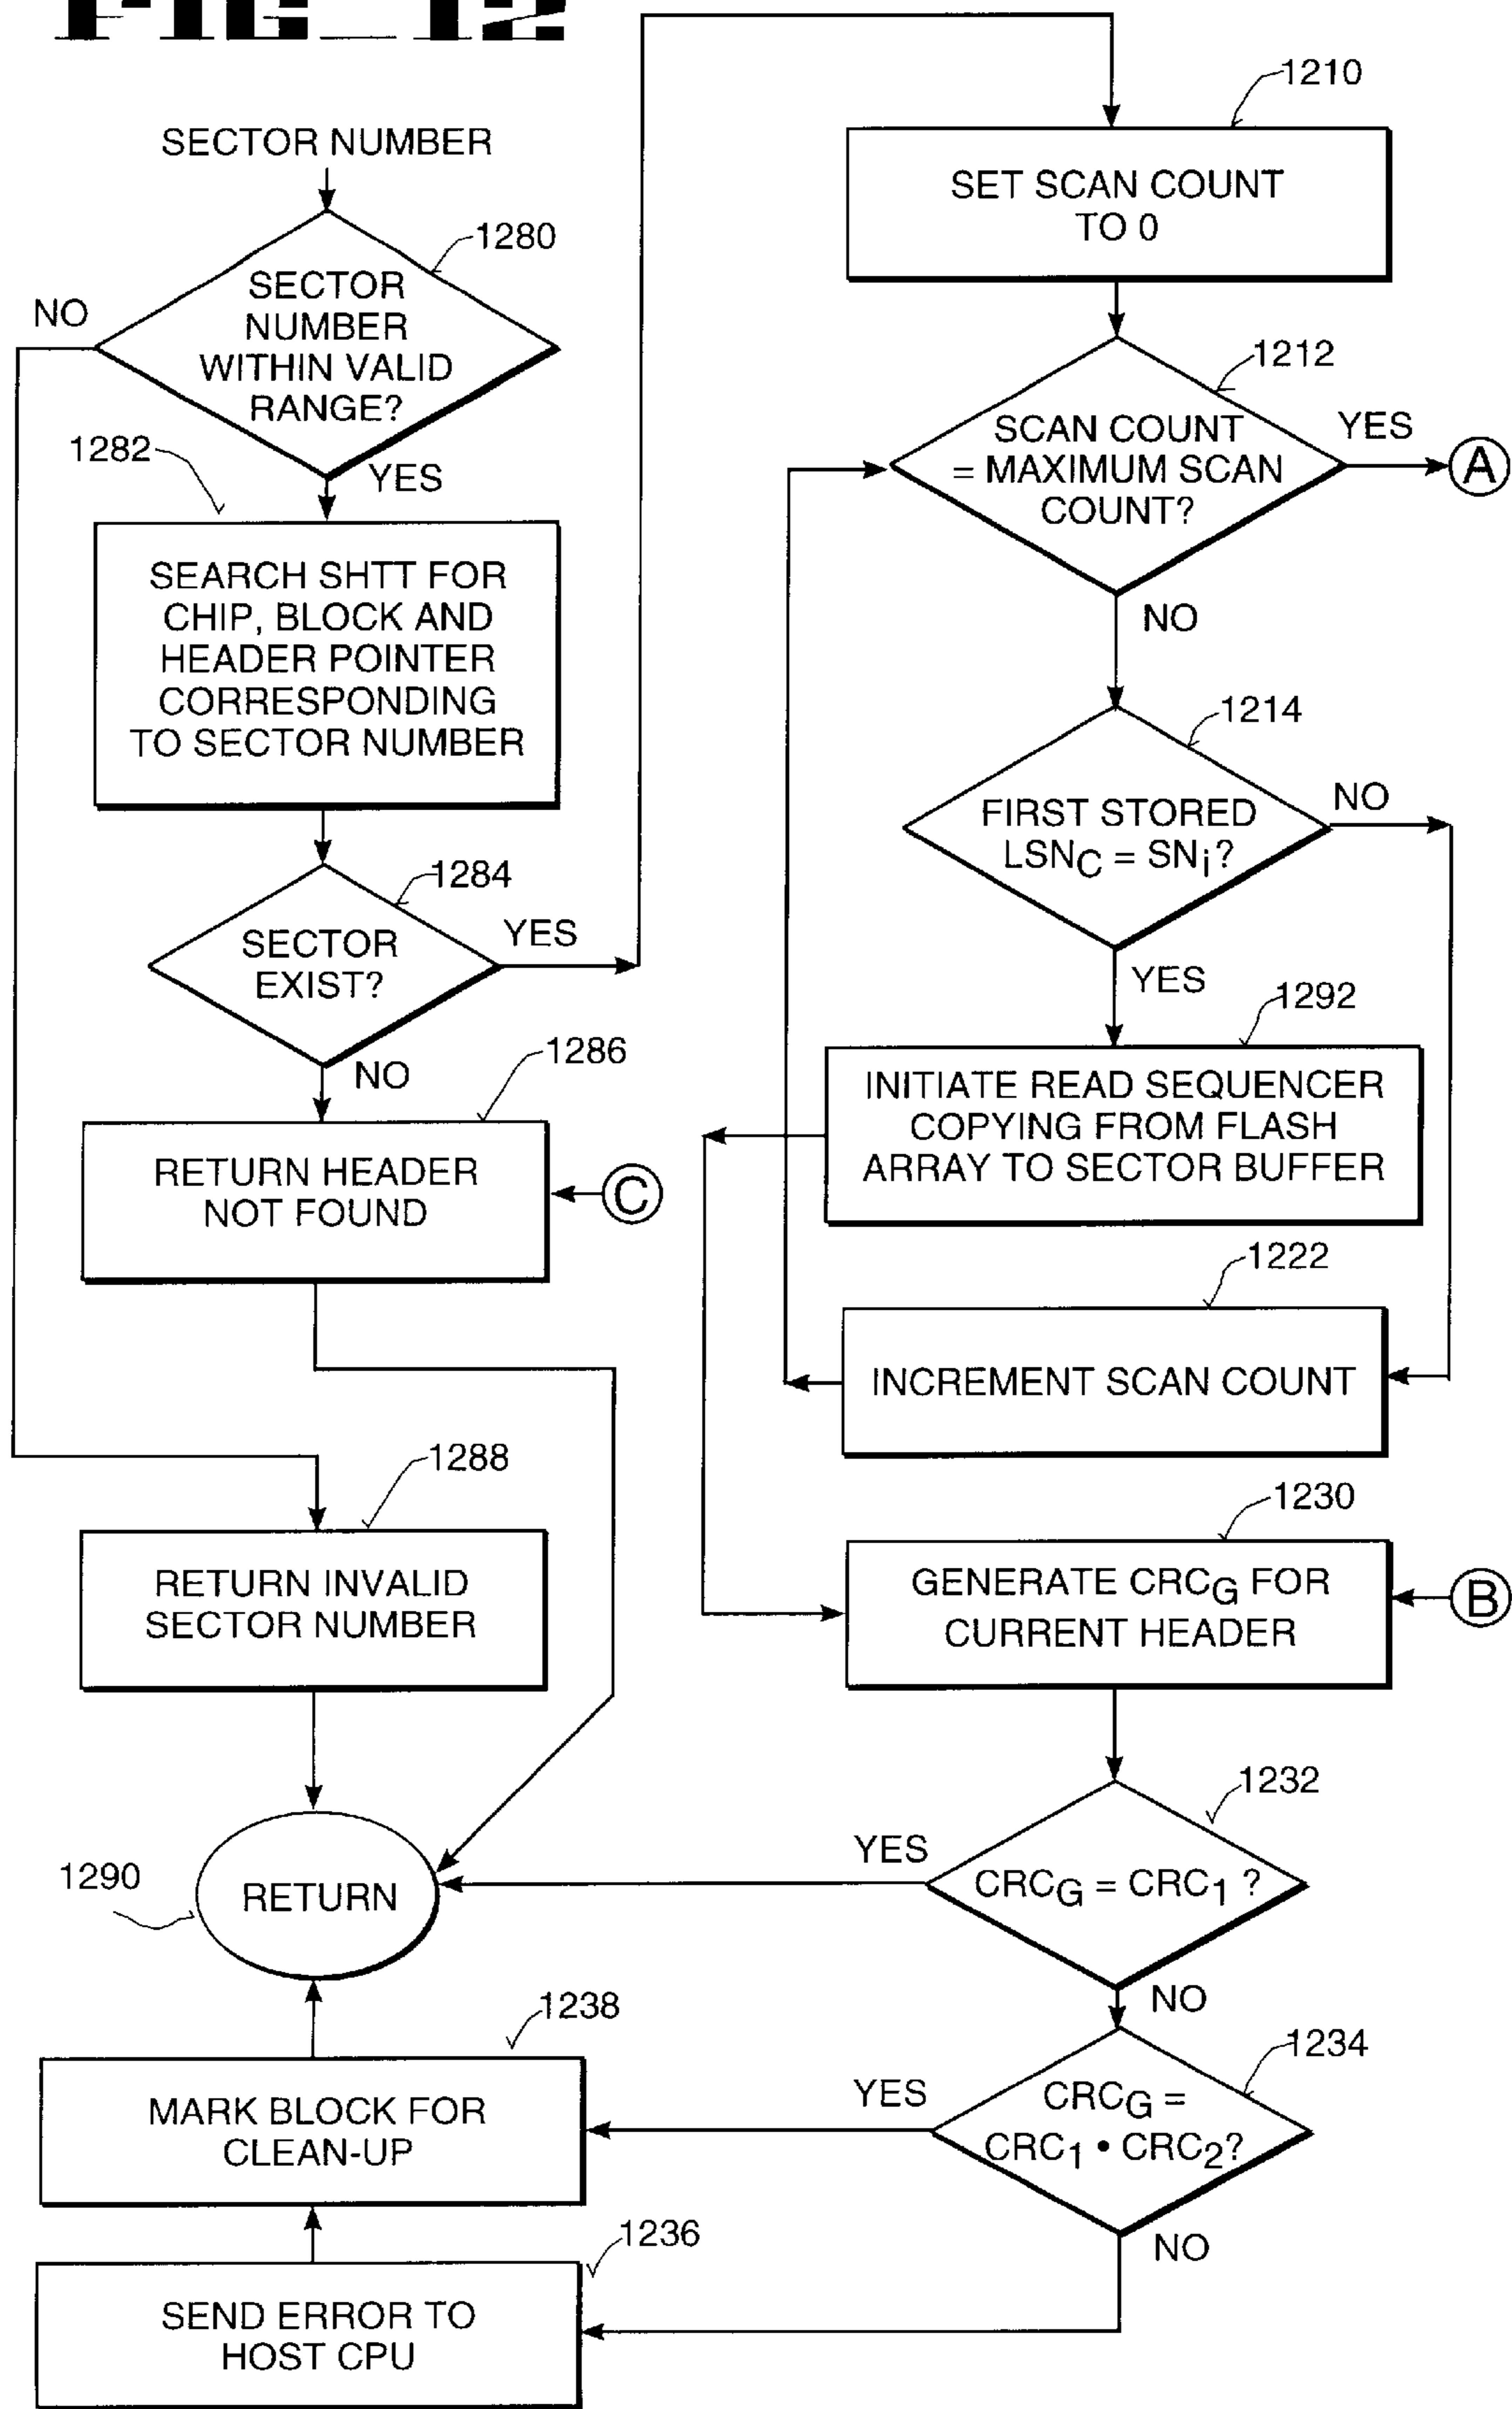 FIG_12
SECTOR NUMBER
1280
SECTOR
NUMBER
WITHIN VALID
RANGE?
NO
YES
1282
SEARCH SHTT FOR
CHIP, BLOCK AND
HEADER POINTER
CORRESPONDING
TO SECTOR NUMBER
1284
SECTOR
EXIST?
YES
NO
1286
RETURN HEADER
NOT FOUND
C
1288
RETURN INVALID
SECTOR NUMBER
1290
RETURN
1238
MARK BLOCK FOR
CLEAN-UP
1236
SEND ERROR TO
HOST CPU
1210
SET SCAN COUNT
TO 0
1212
SCAN COUNT
= MAXIMUM SCAN
COUNT?
YES
A
NO
1214
FIRST STORED
LSNC = SNi?
NO
YES
1292
INITIATE READ SEQUENCER
COPYING FROM FLASH
ARRAY TO SECTOR BUFFER
1222
INCREMENT SCAN COUNT
1230
GENERATE CRCG FOR
CURRENT HEADER
B
1232
YES
CRCG = CRC1 ?
NO
1234
YES
CRCG =
CRC1 • CRC2?
NO